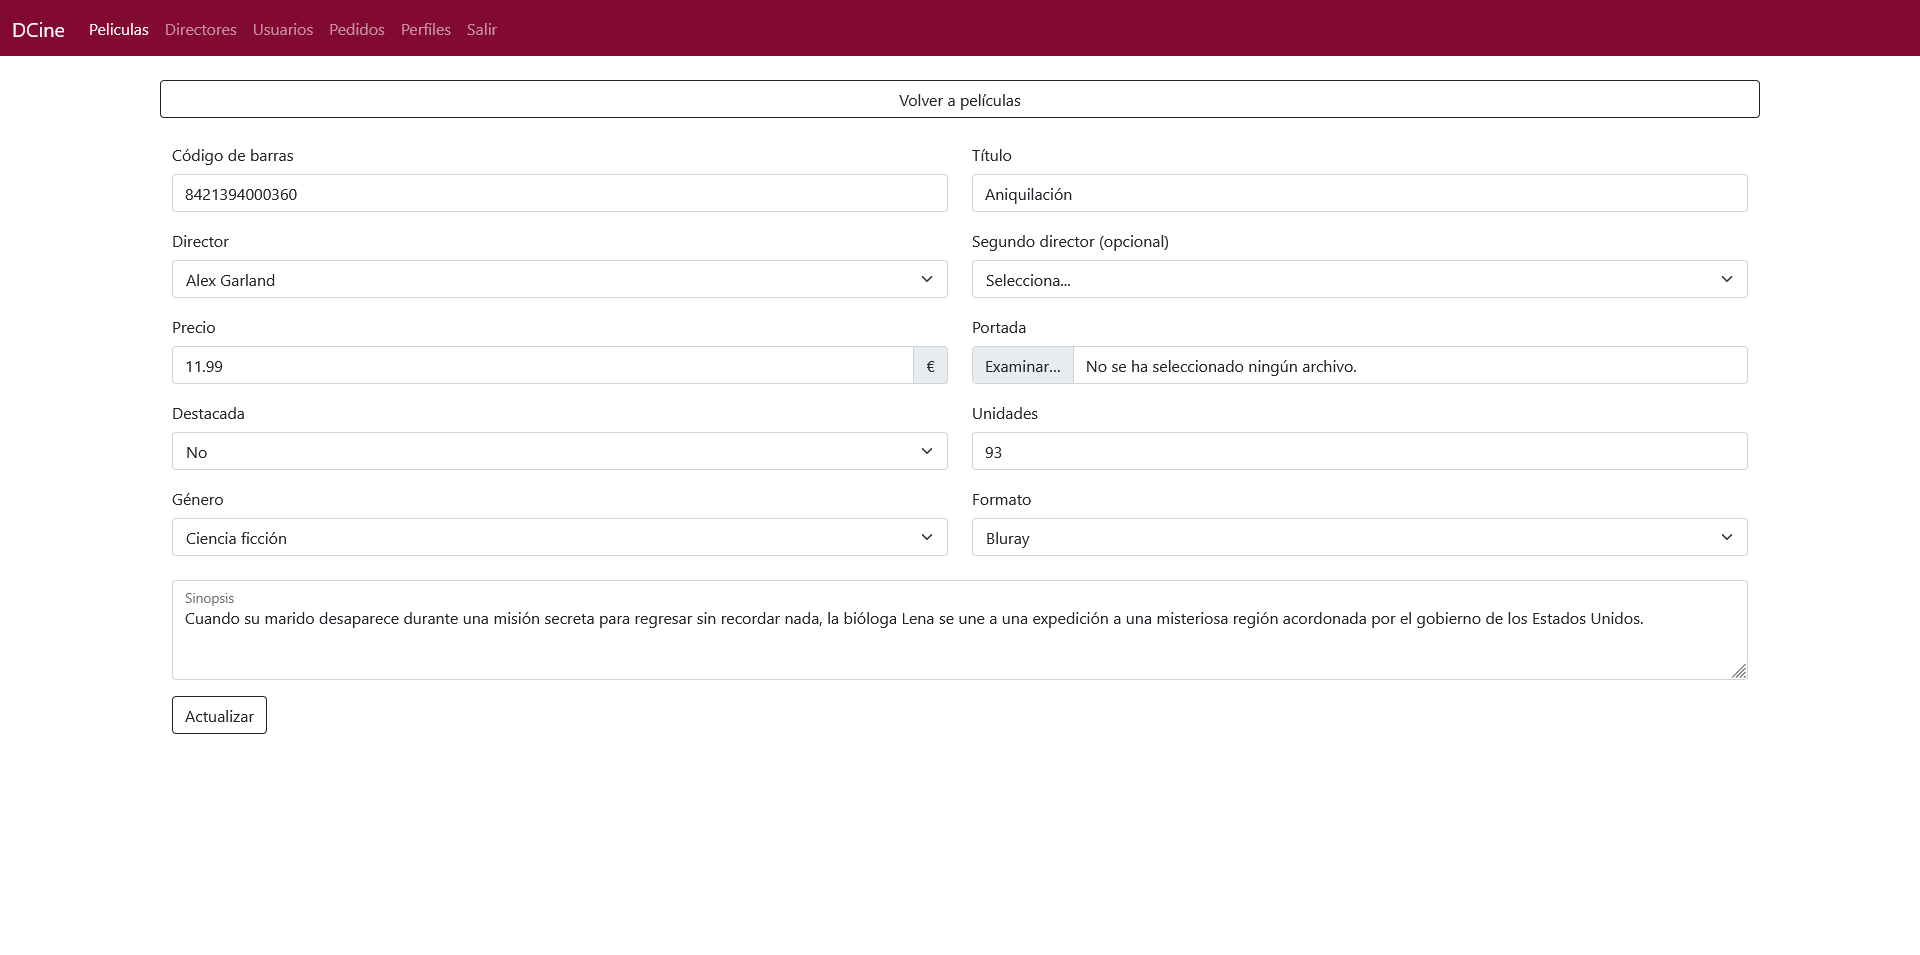 DCine Peliculas Directores Usuarios Pedidos Perfiles Salir
Volver a películas
Código de barras
8421394000360
Título
Aniquilación
Director
Alex Garland
Segundo director (opcional)
Selecciona...
Precio
11.99 €
Portada
Examinar... No se ha seleccionado ningún archivo.
Destacada
No
Unidades
93
Género
Ciencia ficción
Formato
Bluray
Sinopsis
Cuando su marido desaparece durante una misión secreta para regresar sin recordar nada, la bióloga Lena se une a una expedición a una misteriosa región acordonada por el gobierno de los Estados Unidos.
Actualizar